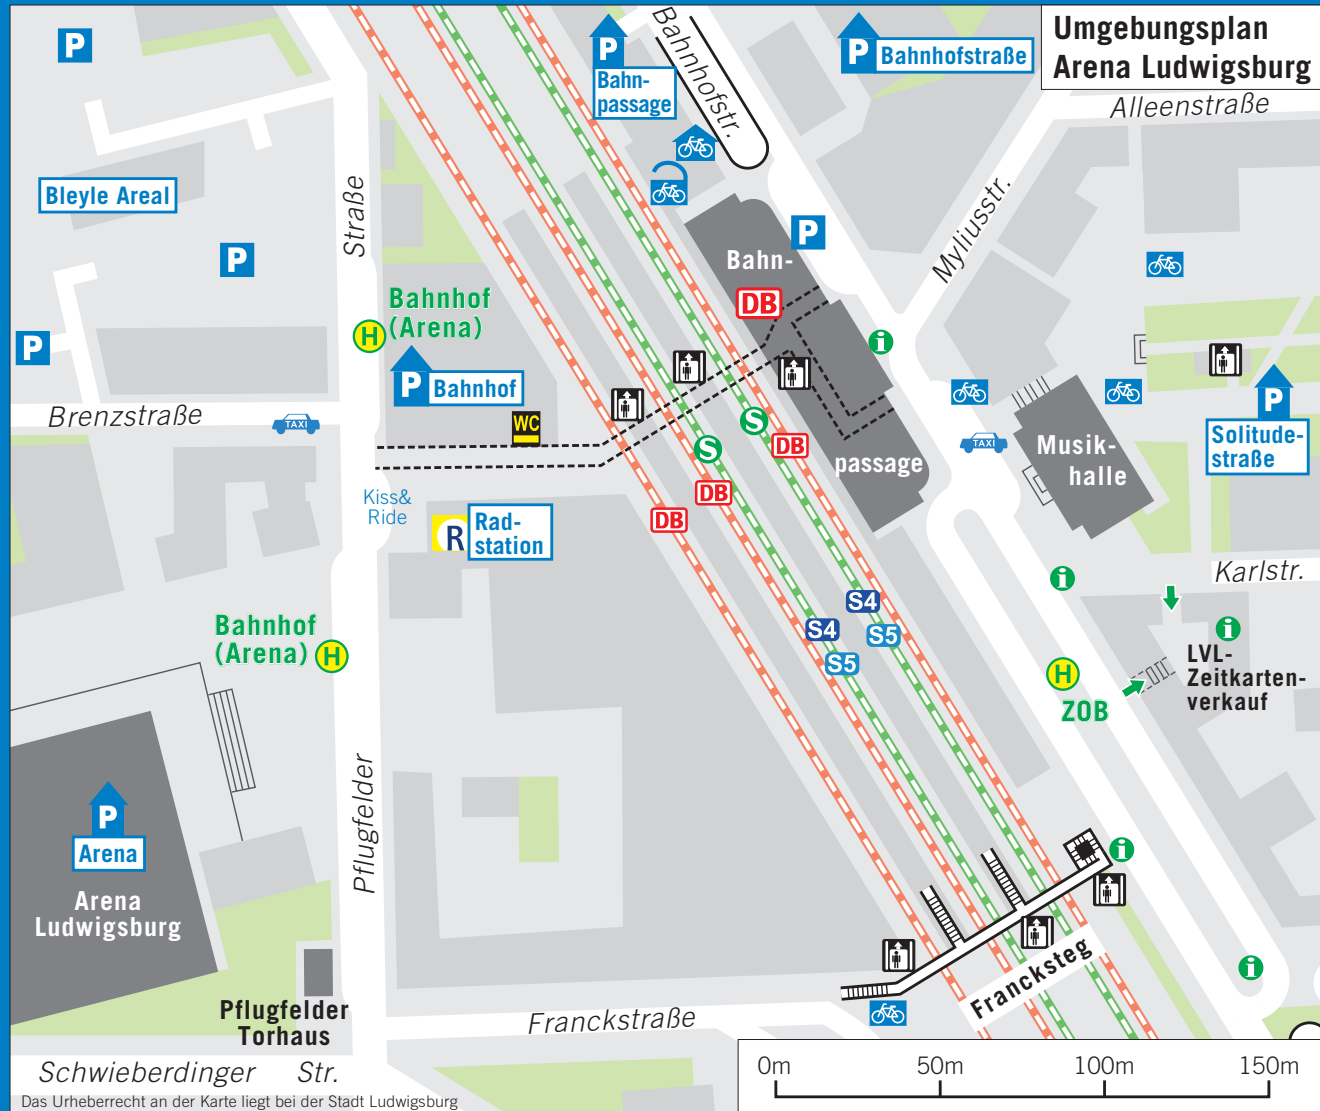 Umgebungsplan
Arena Ludwigsburg
P
P
Bahn-
passage
Bahnhofstr.
P
Bahnhofstraße
Alleenstraße
Bleyle Areal
Straße
P
P
Myliusstr.
Bahn-
DB
Bahnhof
(Arena)
H
P
P
Bahnhof
i
Brenzstraße
TAXI
WC
S
S
DB
DB
DB
passage
TAXI
Musik-
halle
P
Solitude-
straße
Kiss&
Ride
R
Rad-
station
Karlstr.
i
S4
S5
S4
S5
Bahnhof
(Arena)
H
i
LVL-
Zeitkarten-
verkauf
H
ZOB
Pflugfelder
P
Arena
Arena
Ludwigsburg
i
Francksteg
i
Pflugfelder
Torhaus
Franckstraße
Schwieberdinger Str.
0m 50m 100m 150m
Das Urheberrecht an der Karte liegt bei der Stadt Ludwigsburg